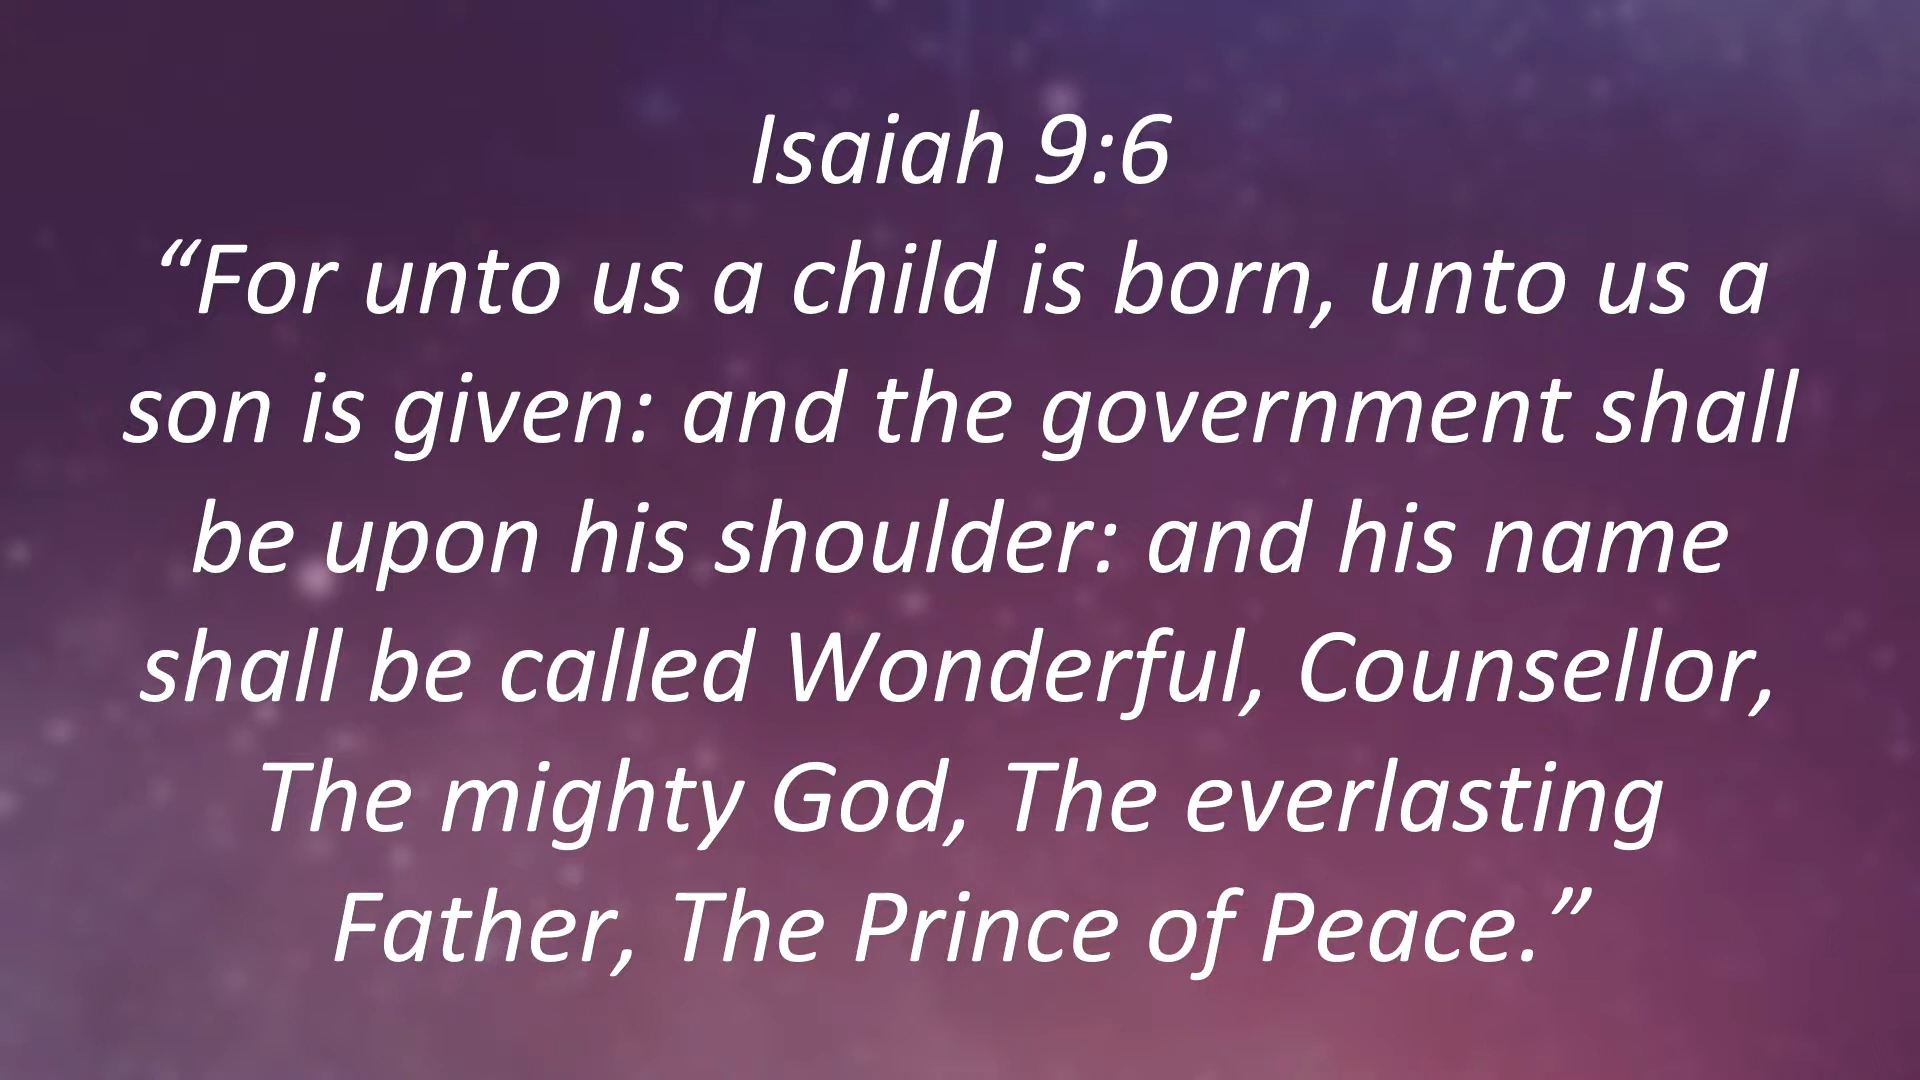 Isaiah 9:6
“For unto us a child is born, unto us a
son is given: and the government shall
be upon his shoulder: and his name
shall be called Wonderful, Counsellor,
The mighty God, The everlasting
Father, The Prince of Peace.”